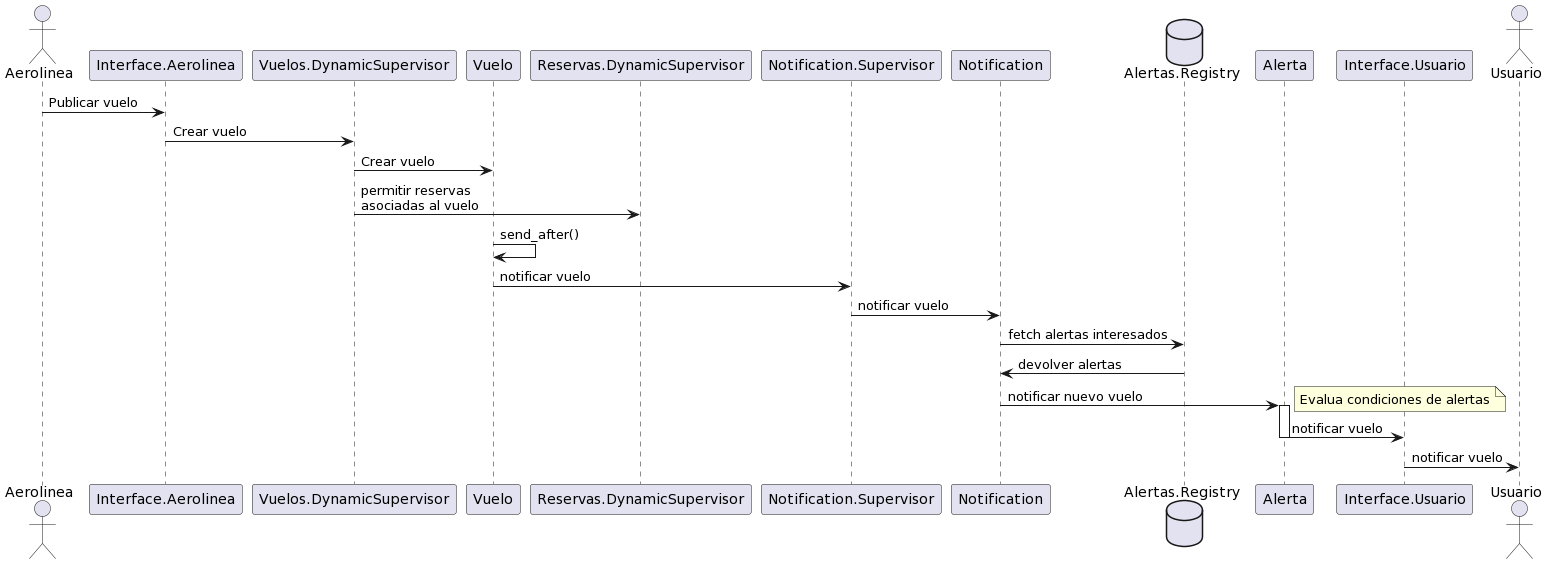 Aerolinea
Interface.Aerolinea
Vuelos.DynamicSupervisor
Vuelo
Reservas.DynamicSupervisor
Notification.Supervisor
Notification
Alertas.Registry
Alerta
Interface.Usuario
Usuario
Publicar vuelo
Crear vuelo
Crear vuelo
permitir reservas
asociadas al vuelo
send_after()
notificar vuelo
notificar vuelo
fetch alertas interesados
devolver alertas
notificar nuevo vuelo
Evalua condiciones de alertas
notificar vuelo
notificar vuelo
Aerolinea
Interface.Aerolinea
Vuelos.DynamicSupervisor
Vuelo
Reservas.DynamicSupervisor
Notification.Supervisor
Notification
Alertas.Registry
Alerta
Interface.Usuario
Usuario